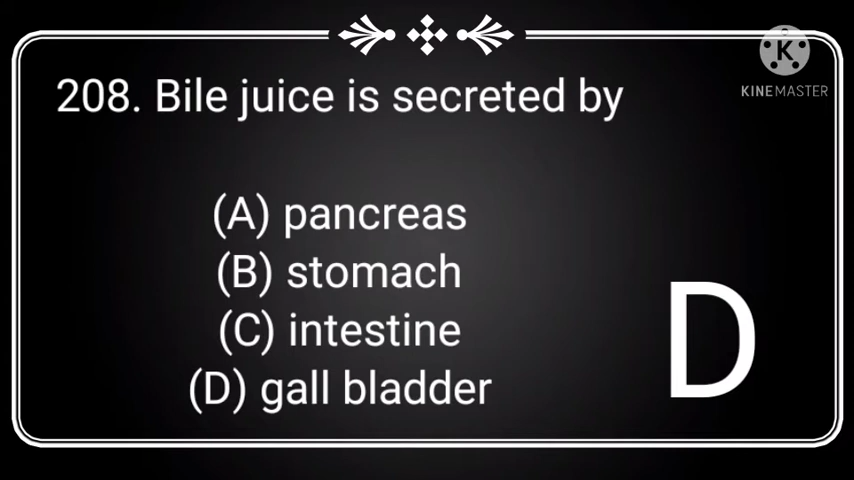 K
KINEMASTER
208. Bile juice is secreted by
(A) pancreas
(B) stomach
(C) intestine
(D) gall bladder
D